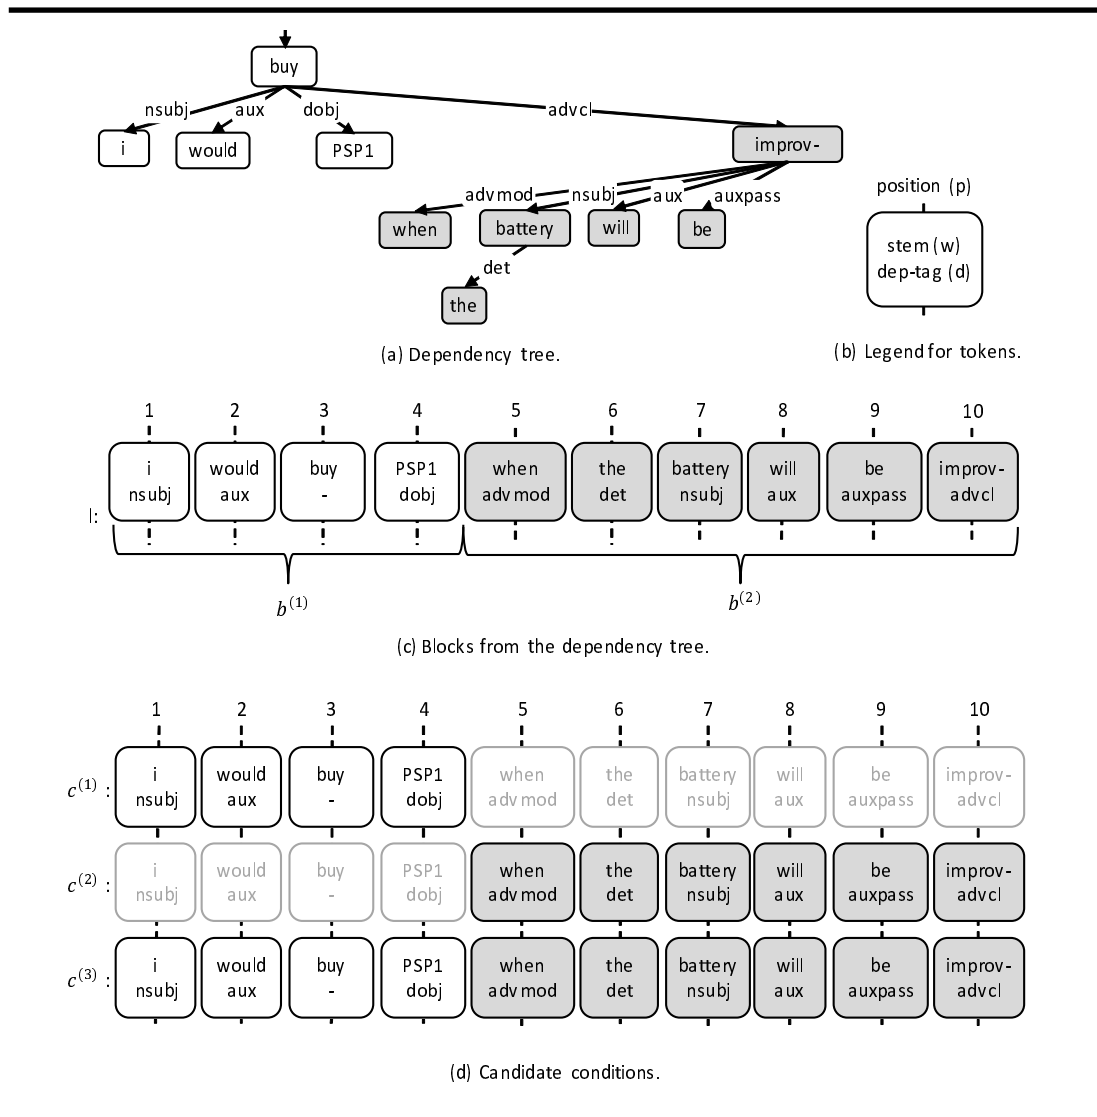 buy
nsubj aux dobj advcl
i would PSP1 improv-
advmod nsubj aux auxpass
position (p)
when battery will be
stem (w)
dep-tag (d)
det
the
(a) Dependency tree.
(b) Legend for tokens.
1 2 3 4 5 6 7 8 9 10
i would buy PSP1 when the battery will be improv-
nsubj aux - dobj advmod det nsubj aux auxpass advcl
l:
b(1) b(2)
(c) Blocks from the dependency tree.
1 2 3 4 5 6 7 8 9 10
i would buy PSP1 when the battery will be improv-
c(1) :
nsubj aux - dobj advmod det nsubj aux auxpass advcl
i would buy PSP1 when the battery will be improv-
c(2) :
nsubj aux - dobj advmod det nsubj aux auxpass advcl
i would buy PSP1 when the battery will be improv-
c(3) :
nsubj aux - dobj advmod det nsubj aux auxpass advcl
(d) Candidate conditions.